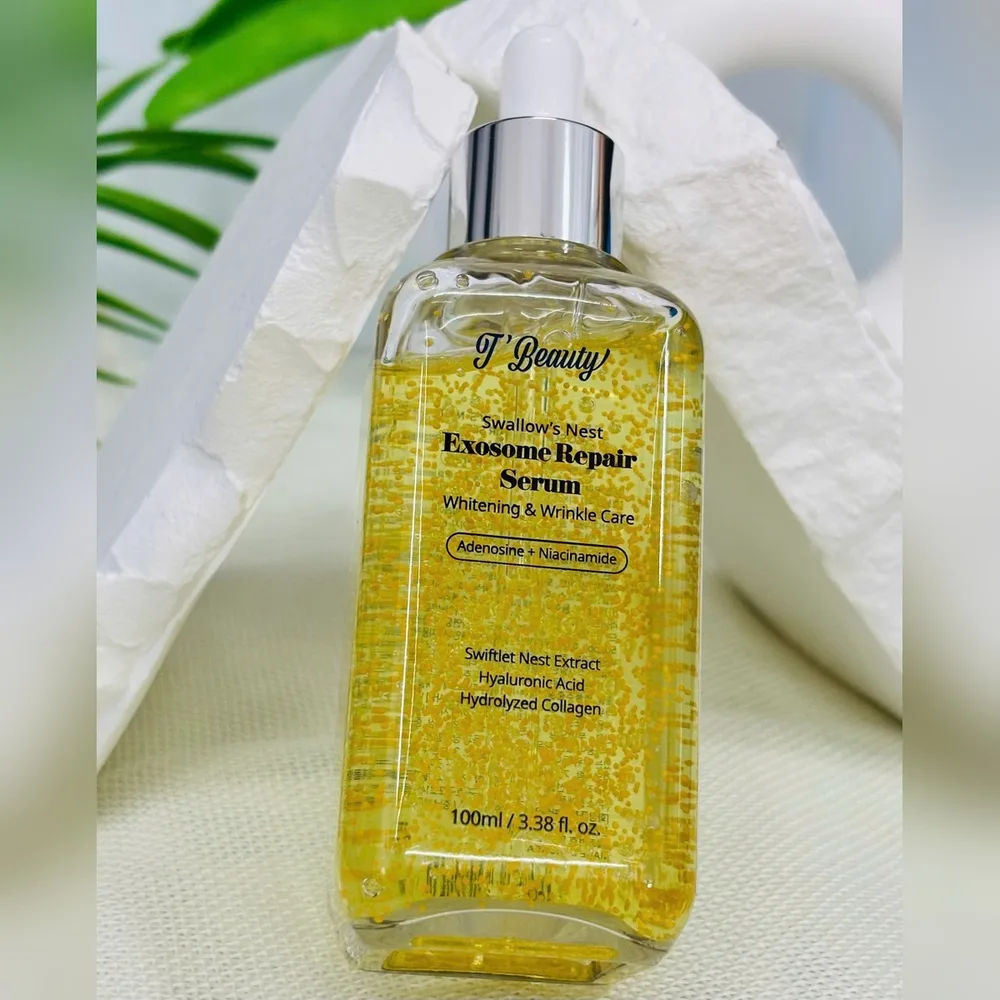 T'Beauty
Swallow's Nest
Exosome Repair
Serum
Whitening & Wrinkle Care
Adenosine + Niacinamide
Swiftlet Nest Extract
Hyaluronic Acid
Hydrolyzed Collagen
100ml / 3.38 fl. oz.